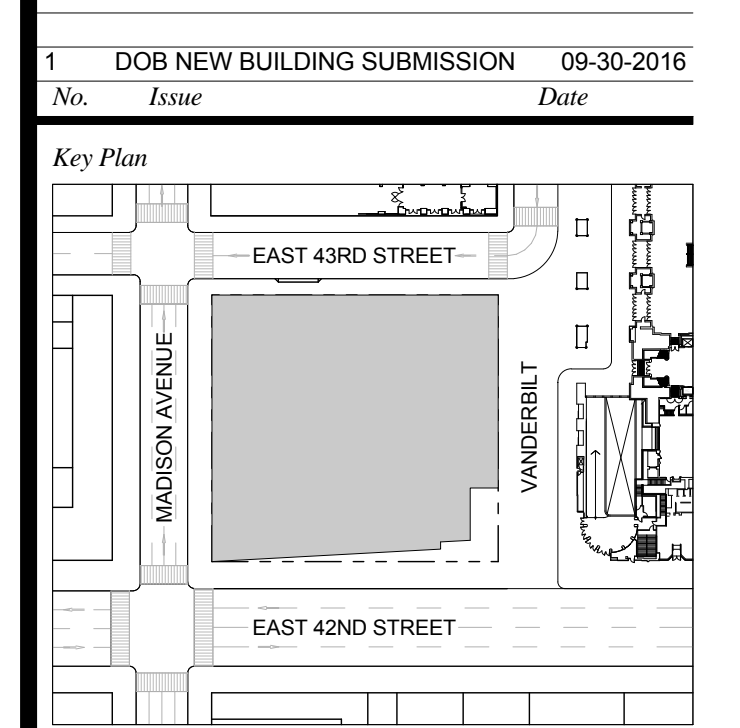 1 DOB NEW BUILDING SUBMISSION 09-30-2016
No. Issue Date
Key Plan
EAST 43RD STREET
MADISON AVENUE
VANDERBILT
EAST 42ND STREET